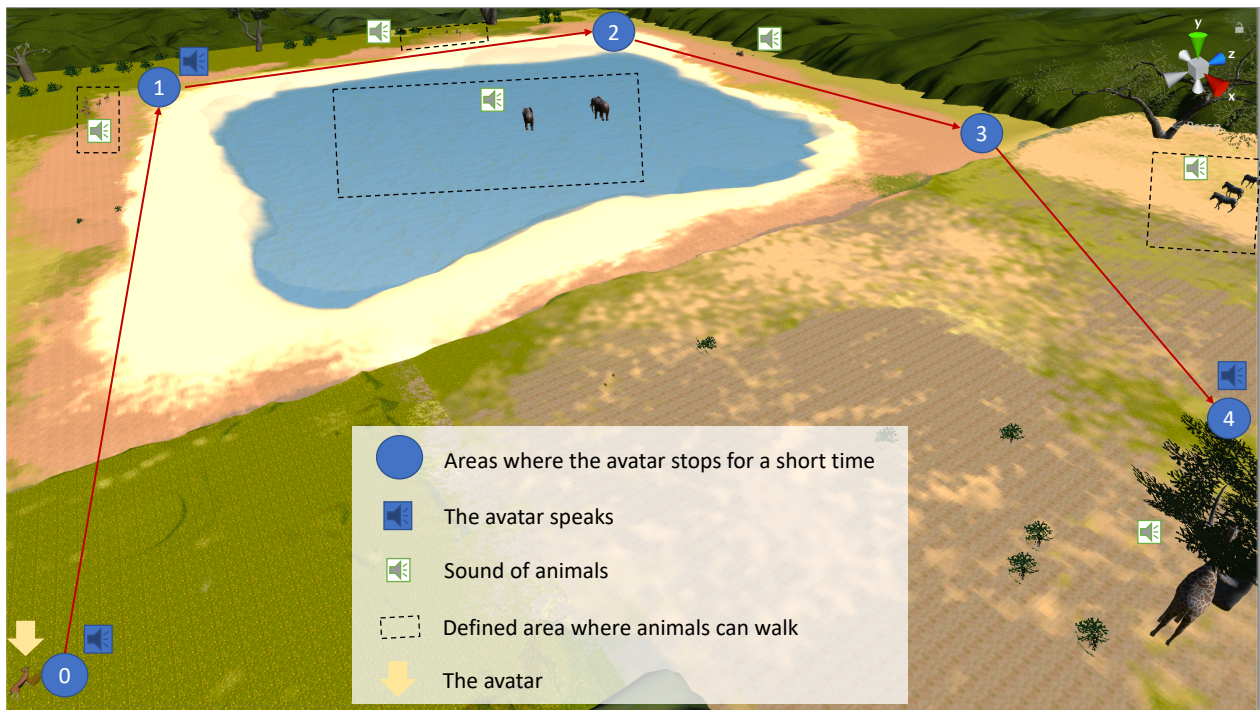 2
1
3
4
0
y
z
x
Areas where the avatar stops for a short time
The avatar speaks
Sound of animals
Defined area where animals can walk
The avatar